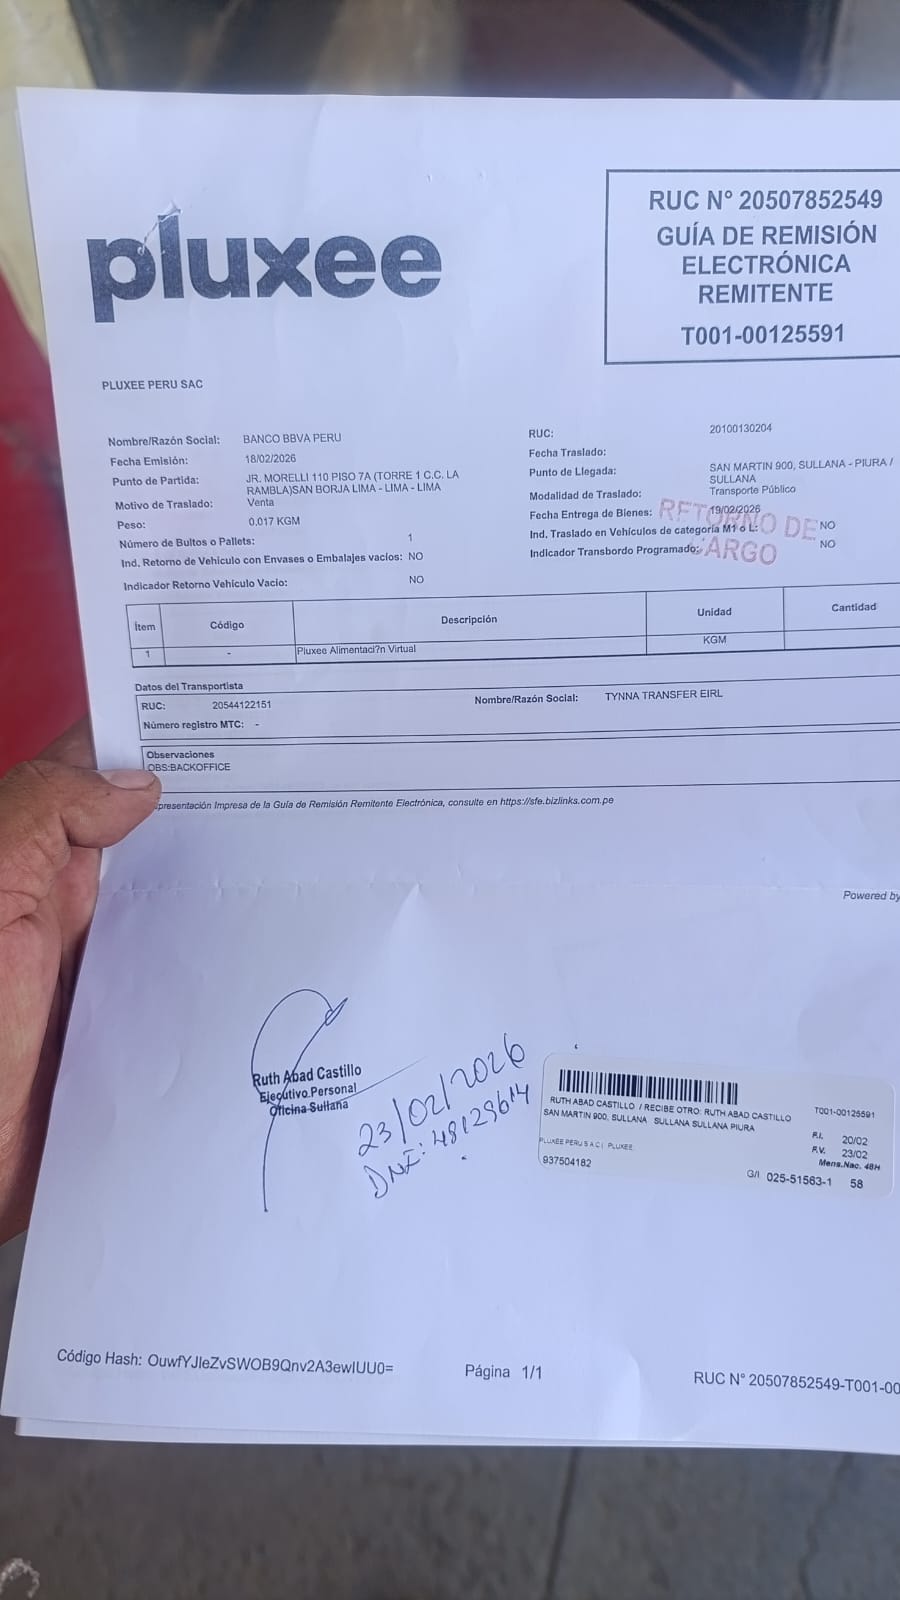 pluxee
RUC N° 20507852549
GUÍA DE REMISIÓN
ELECTRÓNICA
REMITENTE
T001-00125591
PLUXEE PERU SAC
Nombre/Razón Social: BANCO BBVA PERU
Fecha Emisión: 18/02/2026
Punto de Partida: JR. MORELLI 110 PISO 7A (TORRE 1 C.C. LA
RAMBLA)SAN BORJA LIMA - LIMA - LIMA
Motivo de Traslado: Venta
Peso: 0.017 KGM
Número de Bultos o Pallets: 1
Ind. Retorno de Vehiculo con Envases o Embalajes vacíos: NO
Indicador Retorno Vehiculo Vacio: NO
RUC: 20100130204
Fecha Traslado:
Punto de Llegada: SAN MARTIN 900, SULLANA - PIURA /
SULLANA
Modalidad de Traslado: Transporte Público
Fecha Entrega de Bienes: 19/02/2026
Ind. Traslado en Vehículos de categoría M1 o L: NO
Indicador Transbordo Programado: NO
RETORNO DE
CARGO
Ítem Código Descripción Unidad Cantidad
1 - Pluxee Alimentaci?n Virtual KGM
Datos del Transportista
RUC: 20544122151 Nombre/Razón Social: TYNNA TRANSFER EIRL
Número registro MTC: -
Observaciones
OBS:BACKOFFICE
presentación Impresa de la Guía de Remisión Remitente Electrónica, consulte en https://sfe.bizlinks.com.pe
Powered by
Ruth Abad Castillo
Ejecutivo Personal
Oficina Sullana
23/02/2026
DNI: 48129614
RUTH ABAD CASTILLO / RECIBE OTRO: RUTH ABAD CASTILLO T001-00125591
SAN MARTIN 900, SULLANA SULLANA SULLANA PIURA
F.I. 20/02
F.V. 23/02
PLUXEE PERU S A C | PLUXEE
Mens.Nac. 48H
937504182
G/I 025-51563-1 58
Código Hash: OuwfYJIeZvSWOB9Qnv2A3ewIUU0=
Página 1/1
RUC N° 20507852549-T001-00